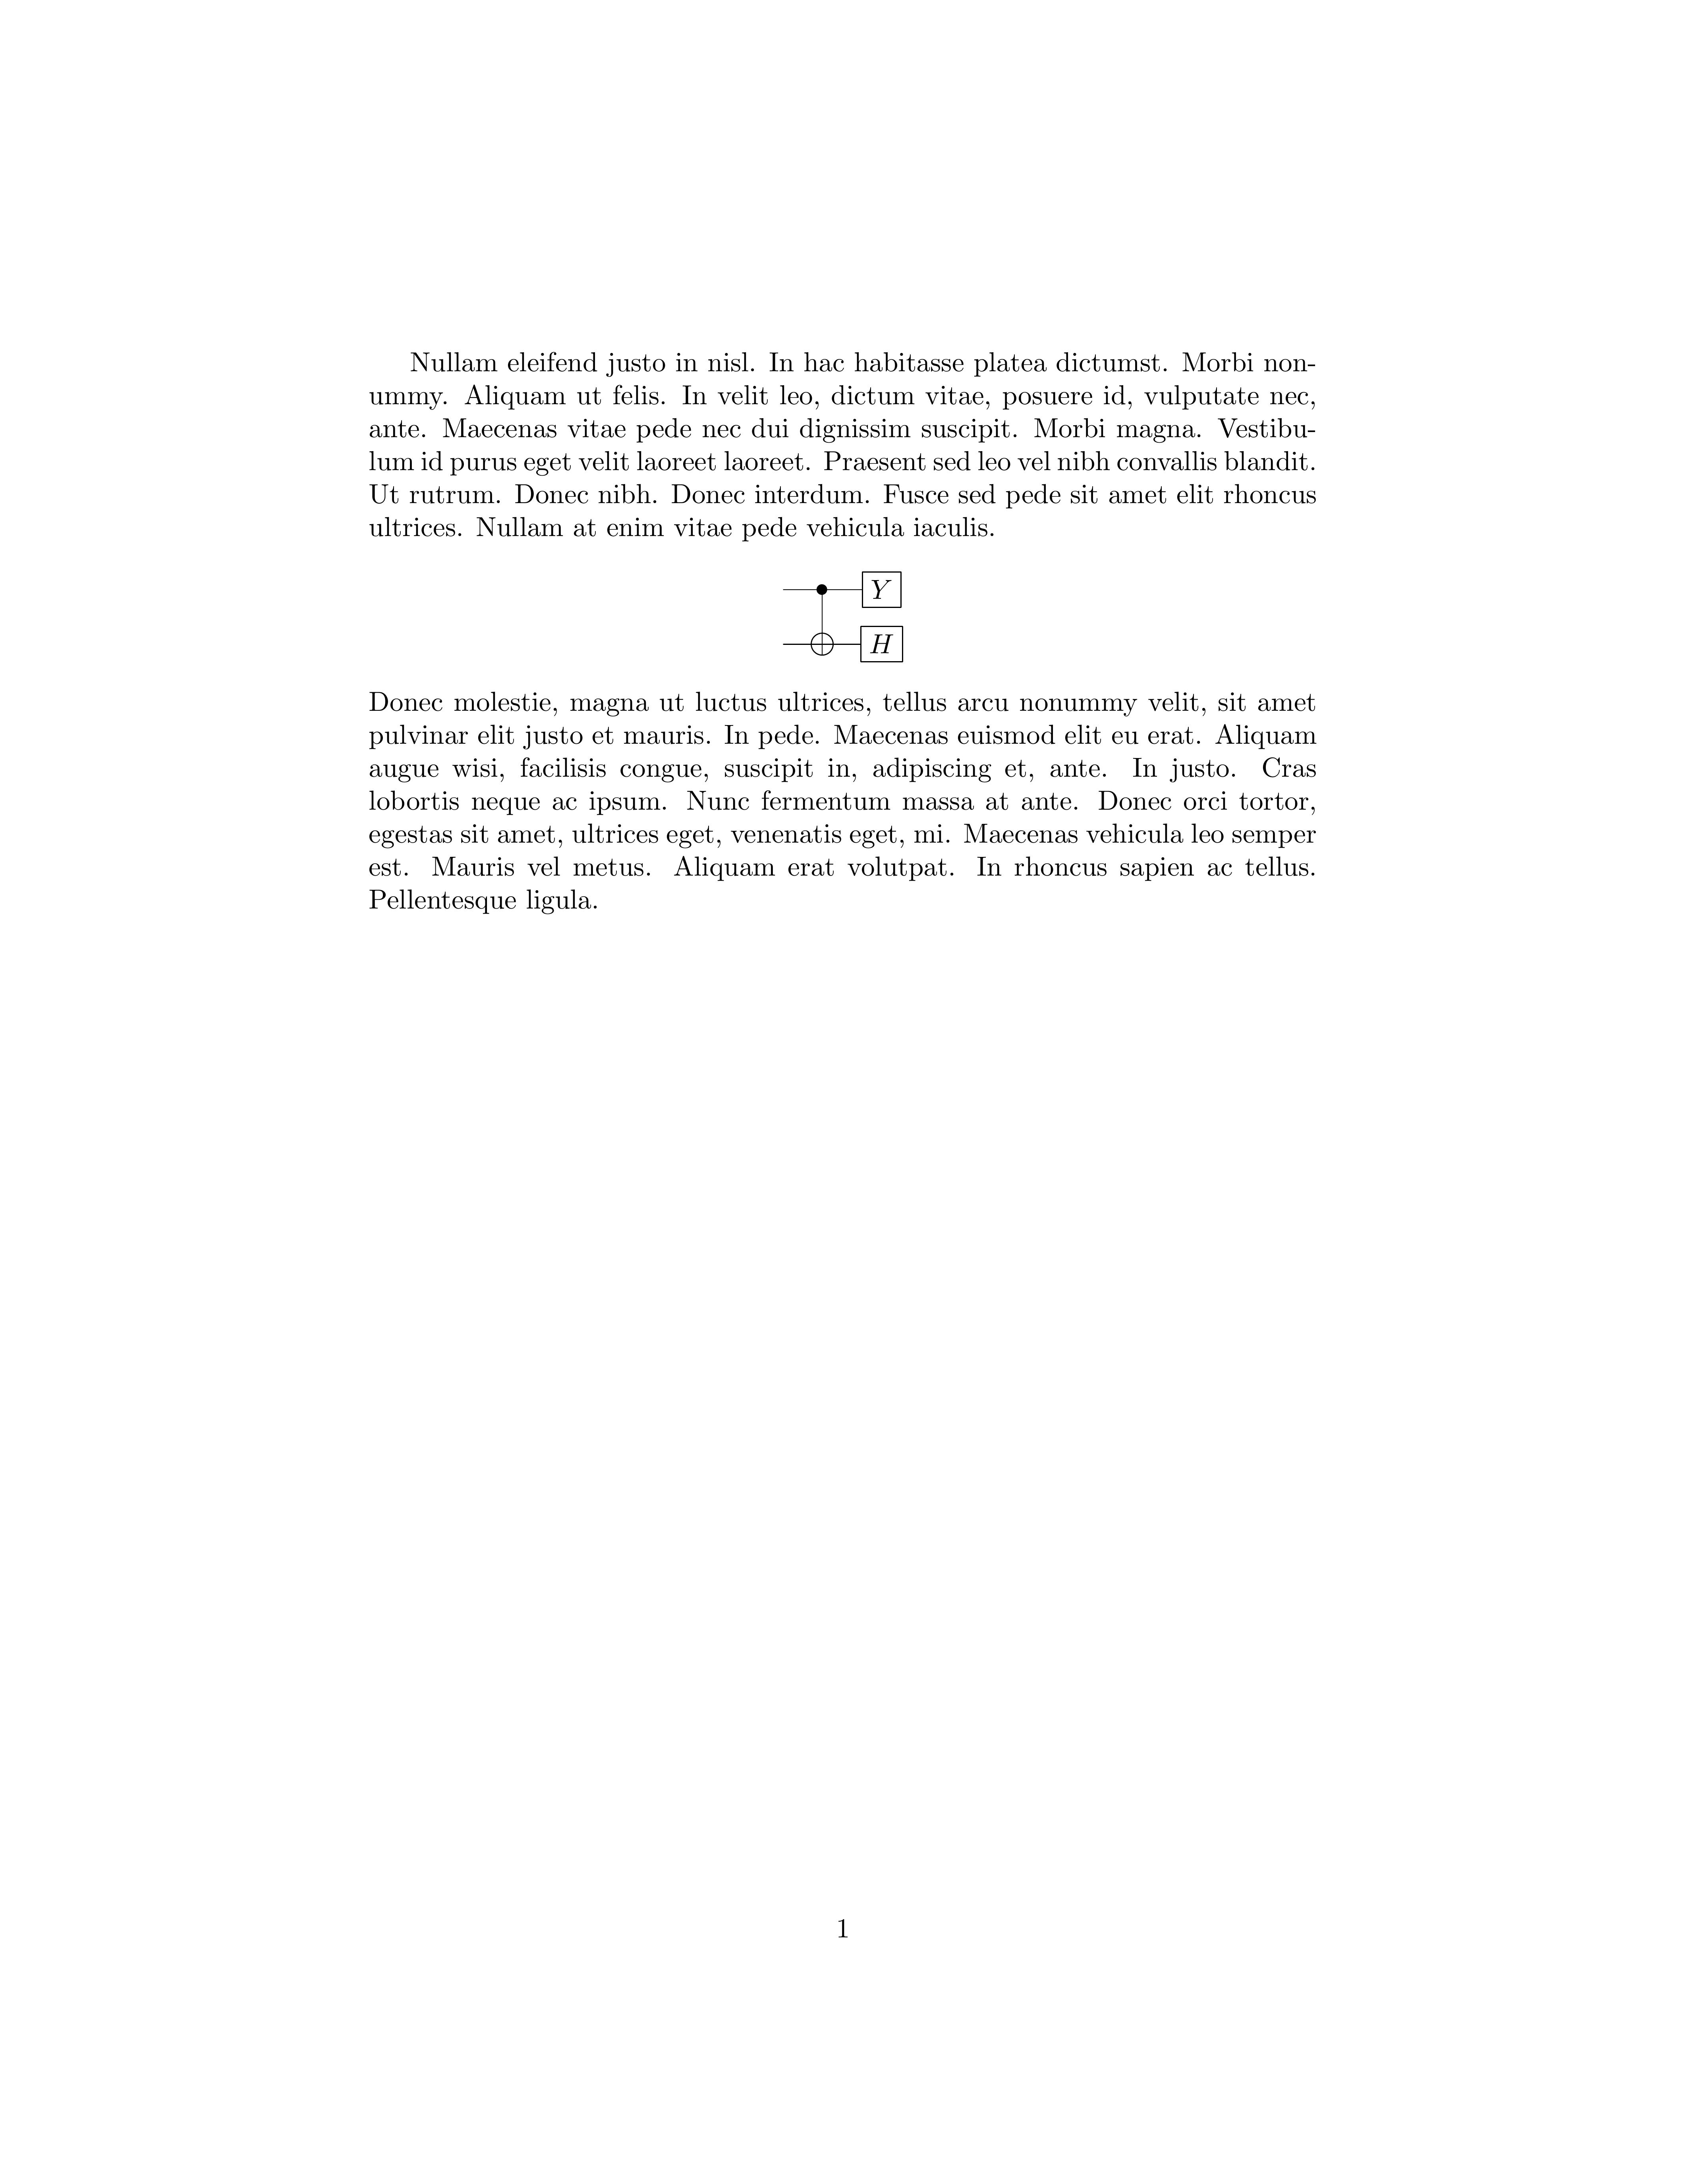 Nullam eleifend justo in nisl. In hac habitasse platea dictumst. Morbi non-
ummy. Aliquam ut felis. In velit leo, dictum vitae, posuere id, vulputate nec,
ante. Maecenas vitae pede nec dui dignissim suscipit. Morbi magna. Vestibu-
lum id purus eget velit laoreet laoreet. Praesent sed leo vel nibh convallis blandit.
Ut rutrum. Donec nibh. Donec interdum. Fusce sed pede sit amet elit rhoncus
ultrices. Nullam at enim vitae pede vehicula iaculis.
Y
H
Donec molestie, magna ut luctus ultrices, tellus arcu nonummy velit, sit amet
pulvinar elit justo et mauris. In pede. Maecenas euismod elit eu erat. Aliquam
augue wisi, facilisis congue, suscipit in, adipiscing et, ante. In justo. Cras
lobortis neque ac ipsum. Nunc fermentum massa at ante. Donec orci tortor,
egestas sit amet, ultrices eget, venenatis eget, mi. Maecenas vehicula leo semper
est. Mauris vel metus. Aliquam erat volutpat. In rhoncus sapien ac tellus.
Pellentesque ligula.
1